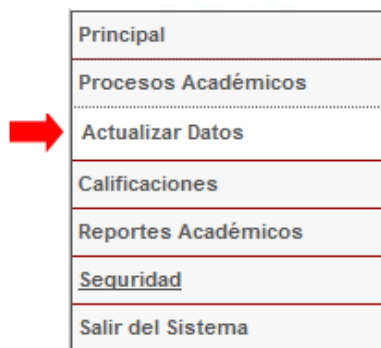 Principal
Procesos Académicos
Actualizar Datos
Calificaciones
Reportes Académicos
Seguridad
Salir del Sistema